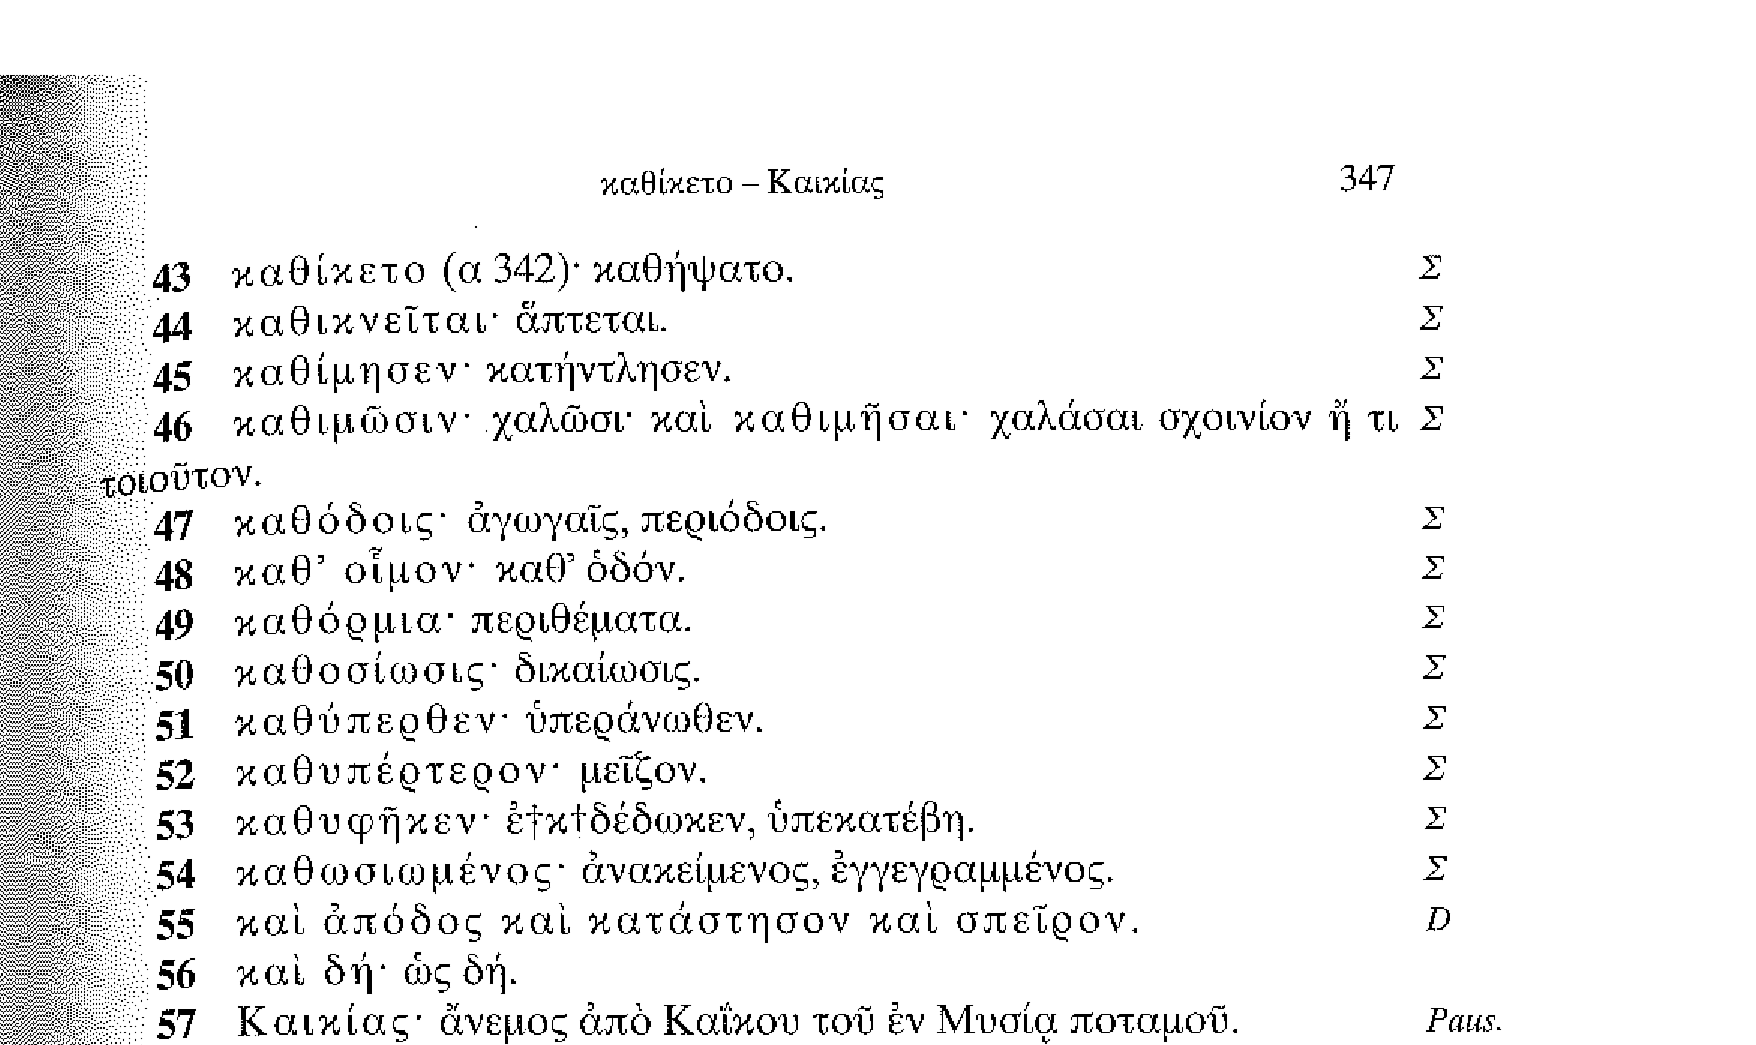 καθίκετο – Καικίας 347
43 καθίκετο (α 342)· καθήψατο. Σ
44 καθικνεῖται· ἅπτεται. Σ
45 καθίμησεν· κατήντλησεν. Σ
46 καθιμῶσιν· χαλῶσι· καὶ καθιμῆσαι· χαλάσαι σχοινίον ἤ τι Σ
τοιοῦτον.
47 καθόδοις· ἀγωγαῖς, περιόδοις. Σ
48 καθ’ οἶμον· καθ’ ὁδόν. Σ
49 καθόρμια· περιθέματα. Σ
50 καθοσίωσις· δικαίωσις. Σ
51 καθύπερθεν· ὑπεράνωθεν. Σ
52 καθυπέρτερον· μεῖζον. Σ
53 καθυφῆκεν· ἐ†κ†δέδωκεν, ὑπεκατέβη. Σ
54 καθωσιωμένος· ἀνακείμενος, ἐγγεγραμμένος. Σ
55 καὶ ἀπόδος καὶ κατάστησον καὶ σπεῖρον. D
56 καὶ δή· ὡς δή.
57 Καικίας· ἄνεμος ἀπὸ Καΐκου τοῦ ἐν Μυσίᾳ ποταμοῦ. Paus.